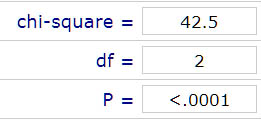 chi-square = 42.5
df = 2
P = <.0001